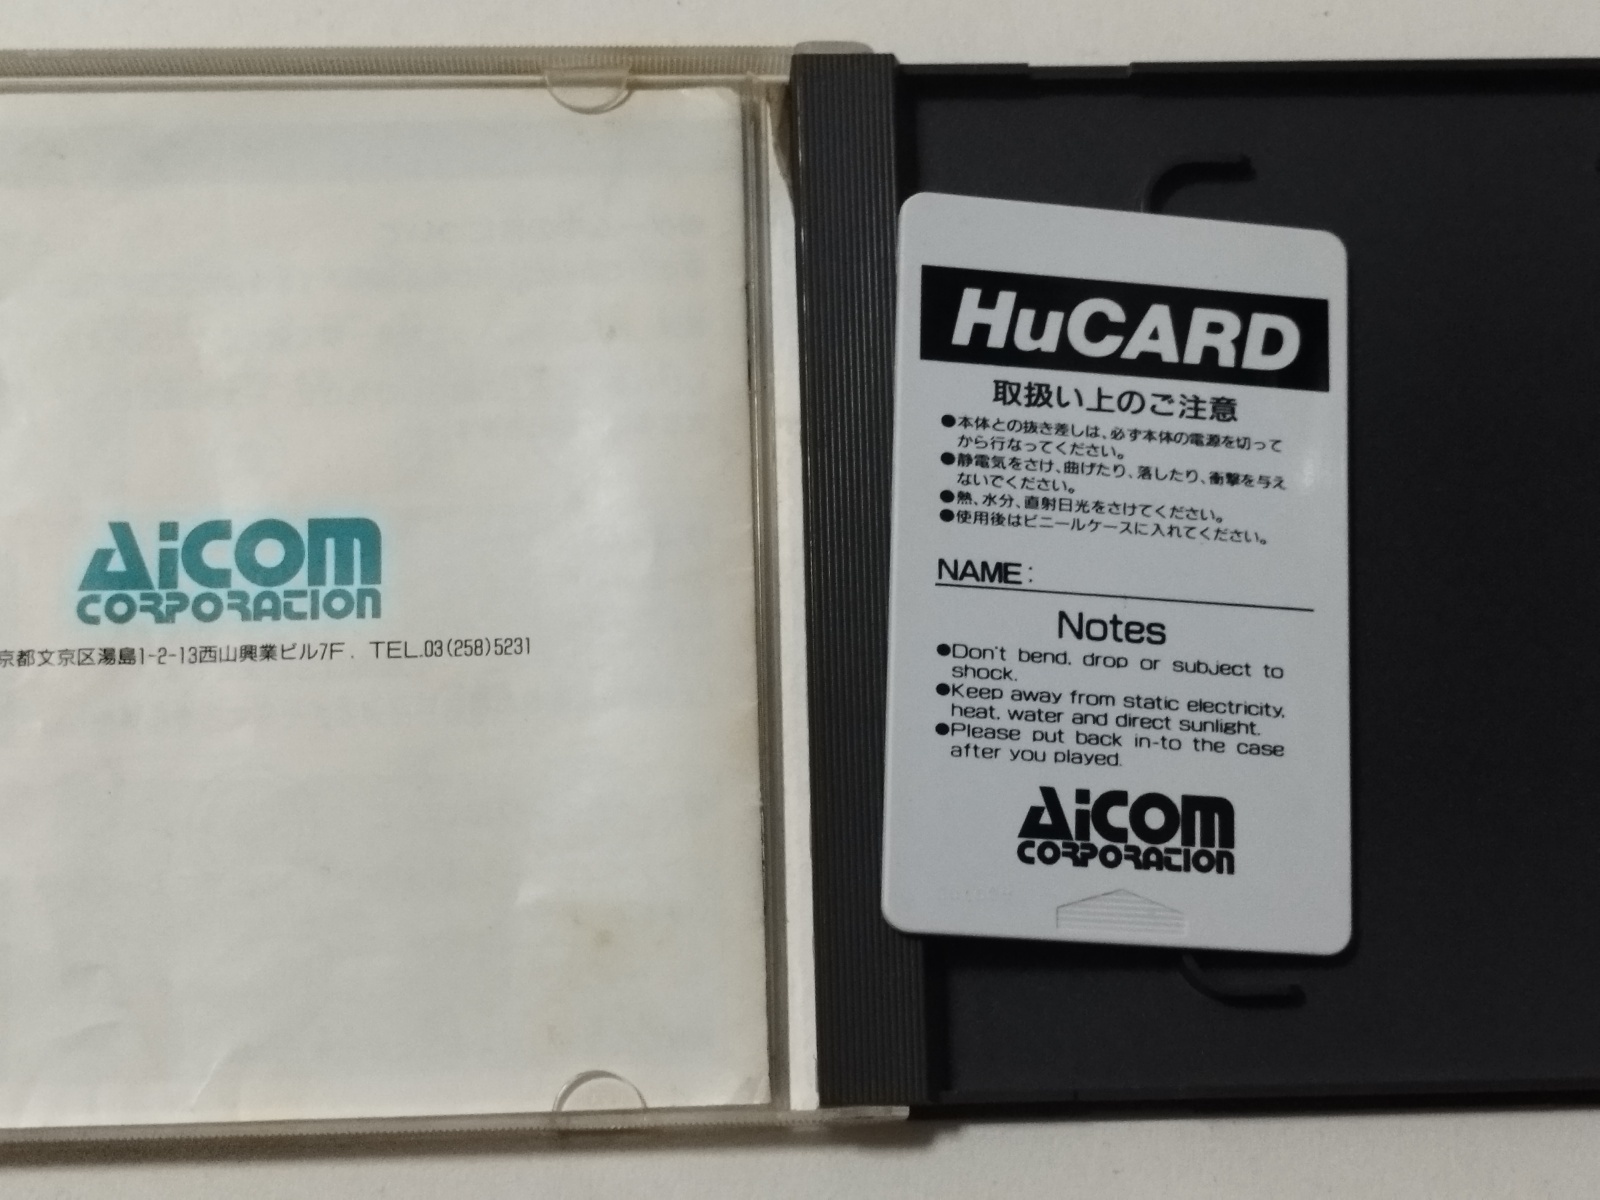 AiCOM
CORPORATION
京都文京区湯島1-2-13西山興業ビル7F. TEL.03(258)5231
HuCARD
取扱い上のご注意
●本体との抜き差しは、必ず本体の電源を切って
から行なってください。
●静電気をさけ、曲げたり、落したり、衝撃を与え
ないでください。
●熱、水分、直射日光をさけてください。
●使用後はビニールケースに入れてください。
NAME:
Notes
●Don't bend, drop or subject to
shock.
●Keep away from static electricity,
heat, water and direct sunlight.
●Please put back in-to the case
after you played.
AiCOM
CORPORATION